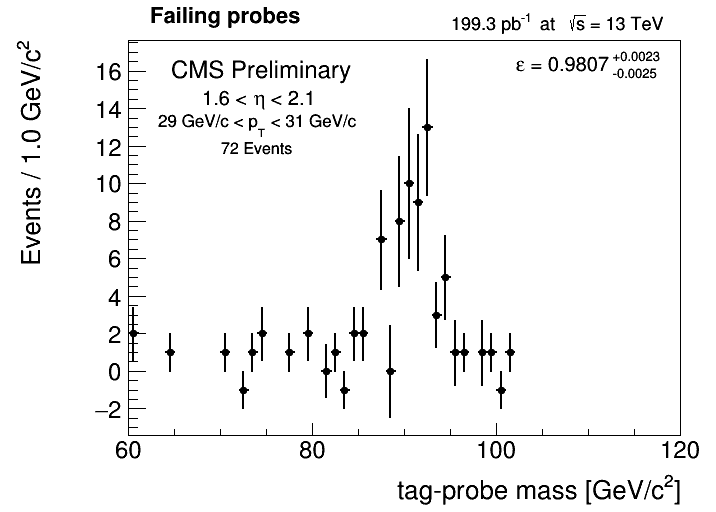 Failing probes
199.3 pb⁻¹ at √s = 13 TeV
CMS Preliminary
1.6 < η < 2.1
29 GeV/c < p_T < 31 GeV/c
72 Events
ε = 0.9807 +0.0023 -0.0025
Events / 1.0 GeV/c²
16
14
12
10
8
6
4
2
0
−2
60 80 100 120
tag-probe mass [GeV/c²]